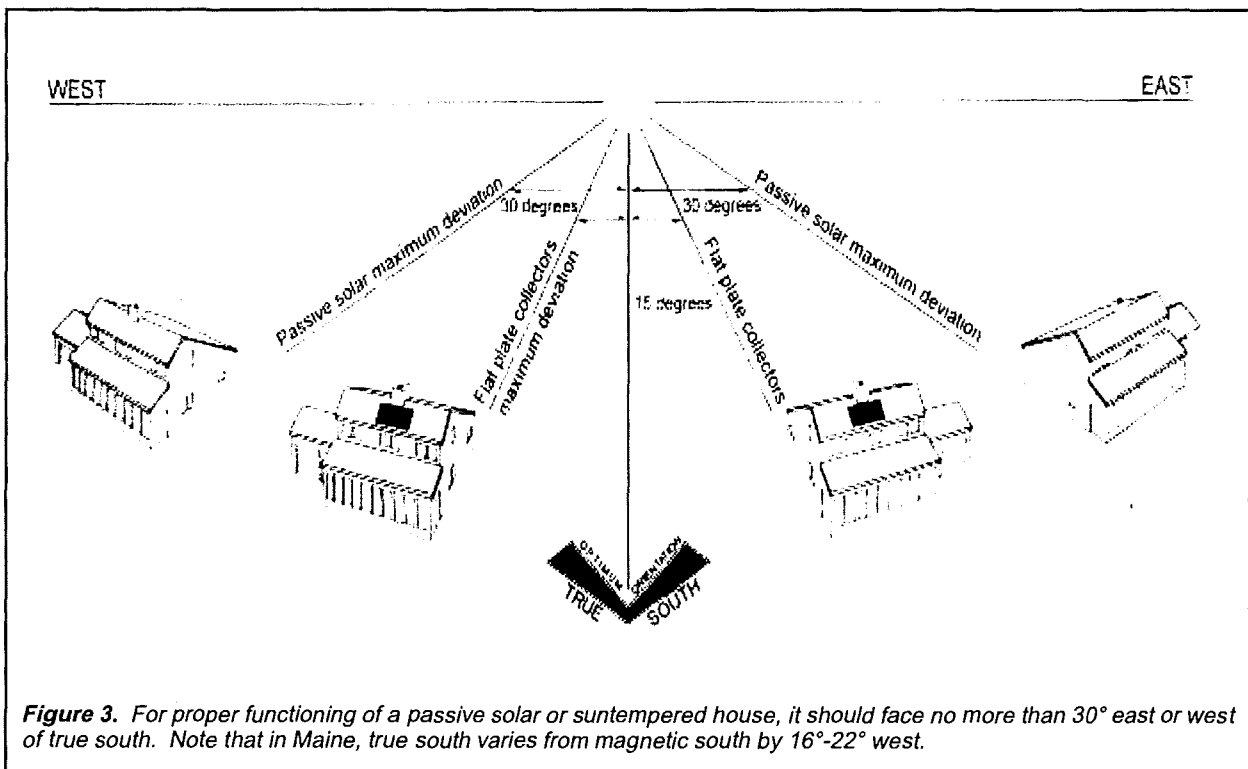 WEST
EAST
Passive solar maximum deviation
30 degrees
30 degrees
Passive solar maximum deviation
Flat plate collectors
maximum deviation
15 degrees
Flat plate collectors
OPTIMUM ORIENTATION
TRUE SOUTH
Figure 3. For proper functioning of a passive solar or suntempered house, it should face no more than 30° east or west
of true south. Note that in Maine, true south varies from magnetic south by 16°-22° west.